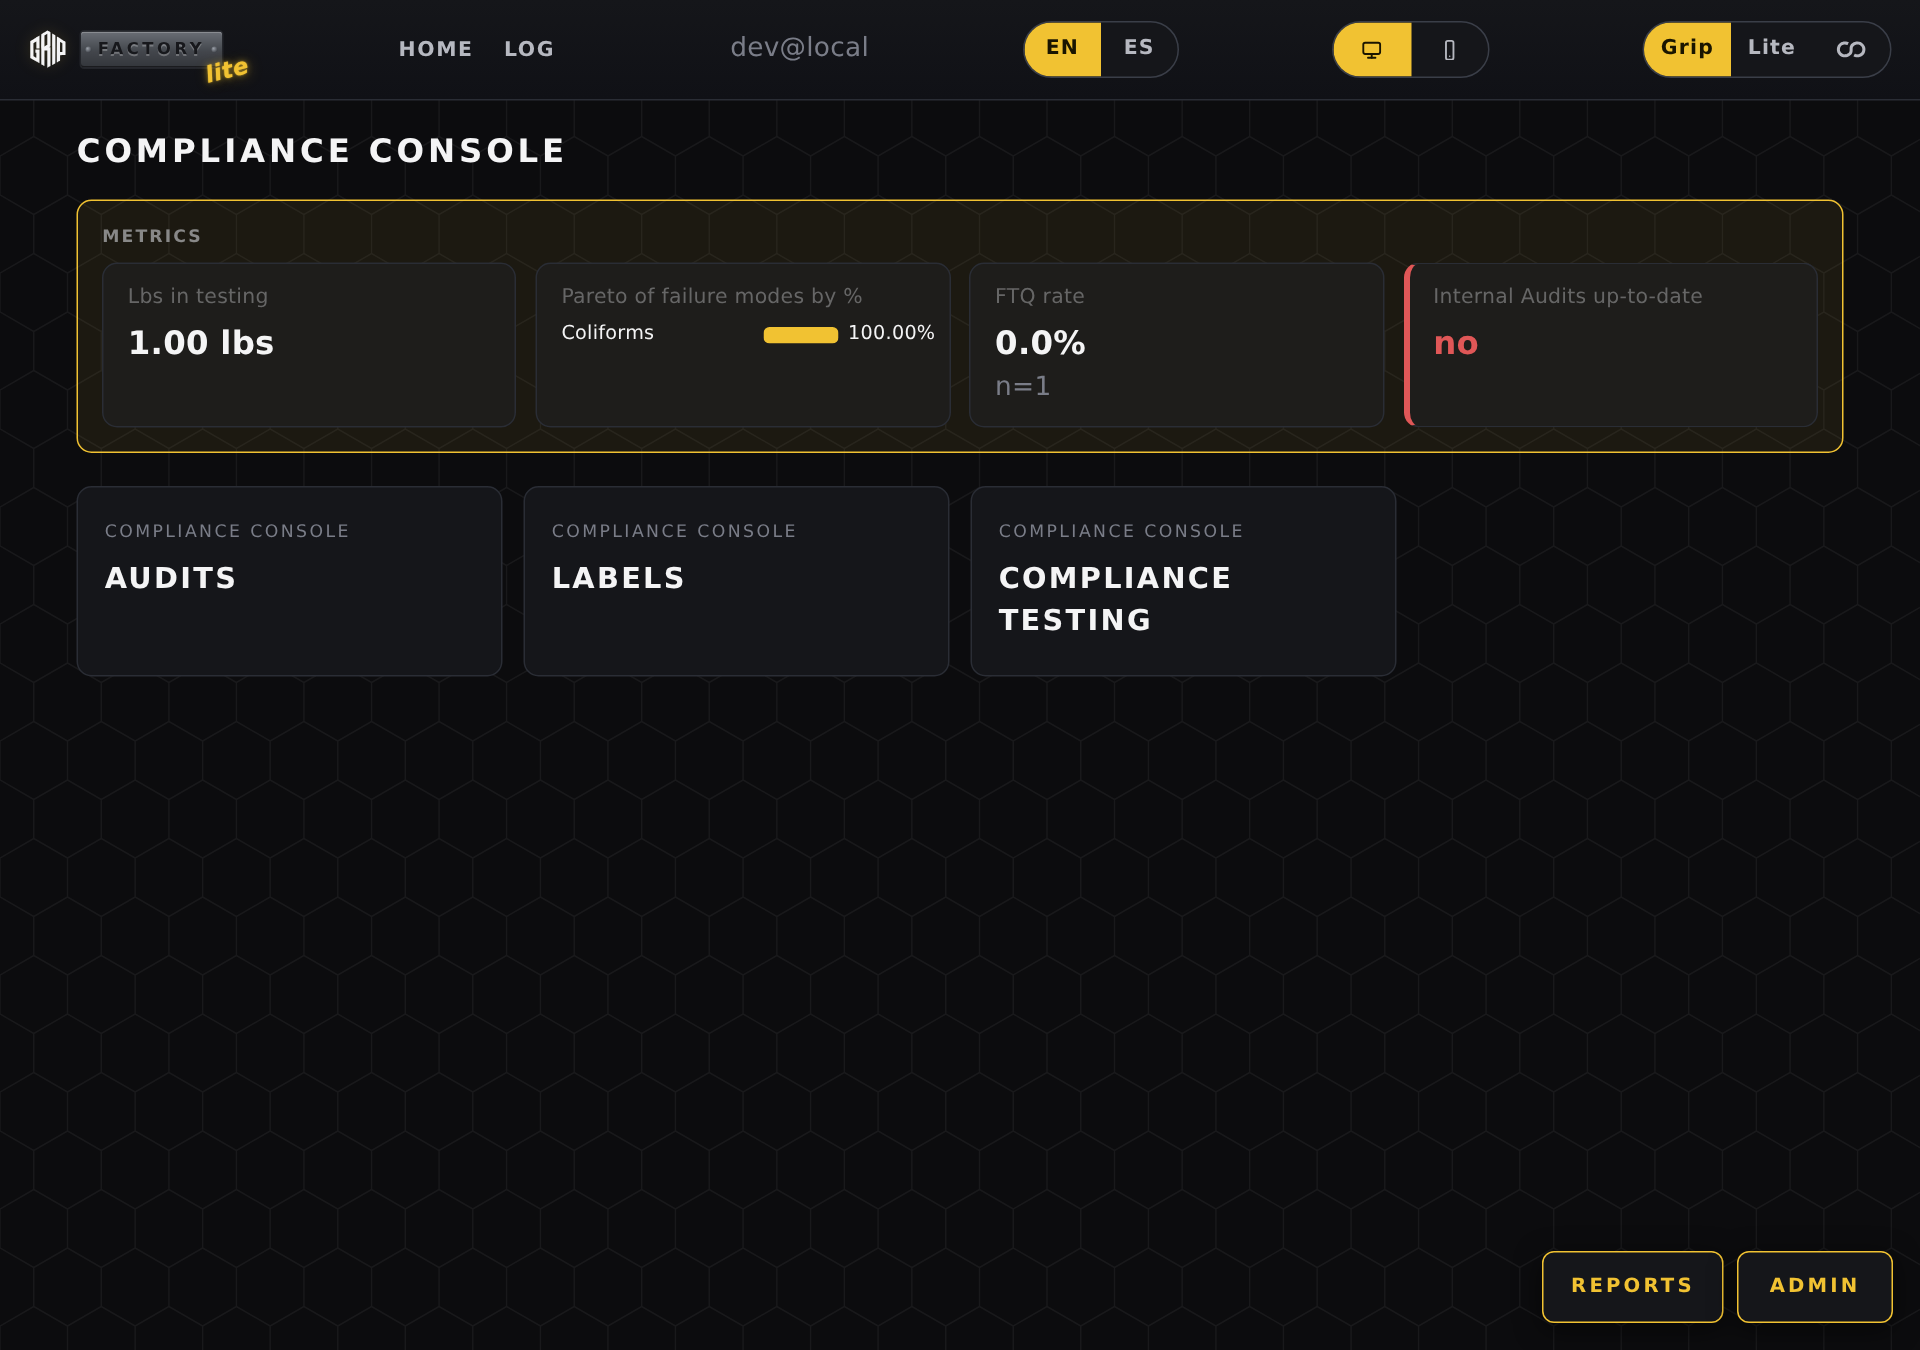 GRIP FACTORY lite
HOME LOG dev@local EN ES Grip Lite
COMPLIANCE CONSOLE
METRICS
Lbs in testing
1.00 lbs
Pareto of failure modes by %
Coliforms 100.00%
FTQ rate
0.0%
n=1
Internal Audits up-to-date
no
COMPLIANCE CONSOLE
AUDITS
COMPLIANCE CONSOLE
LABELS
COMPLIANCE CONSOLE
COMPLIANCE
TESTING
REPORTS ADMIN